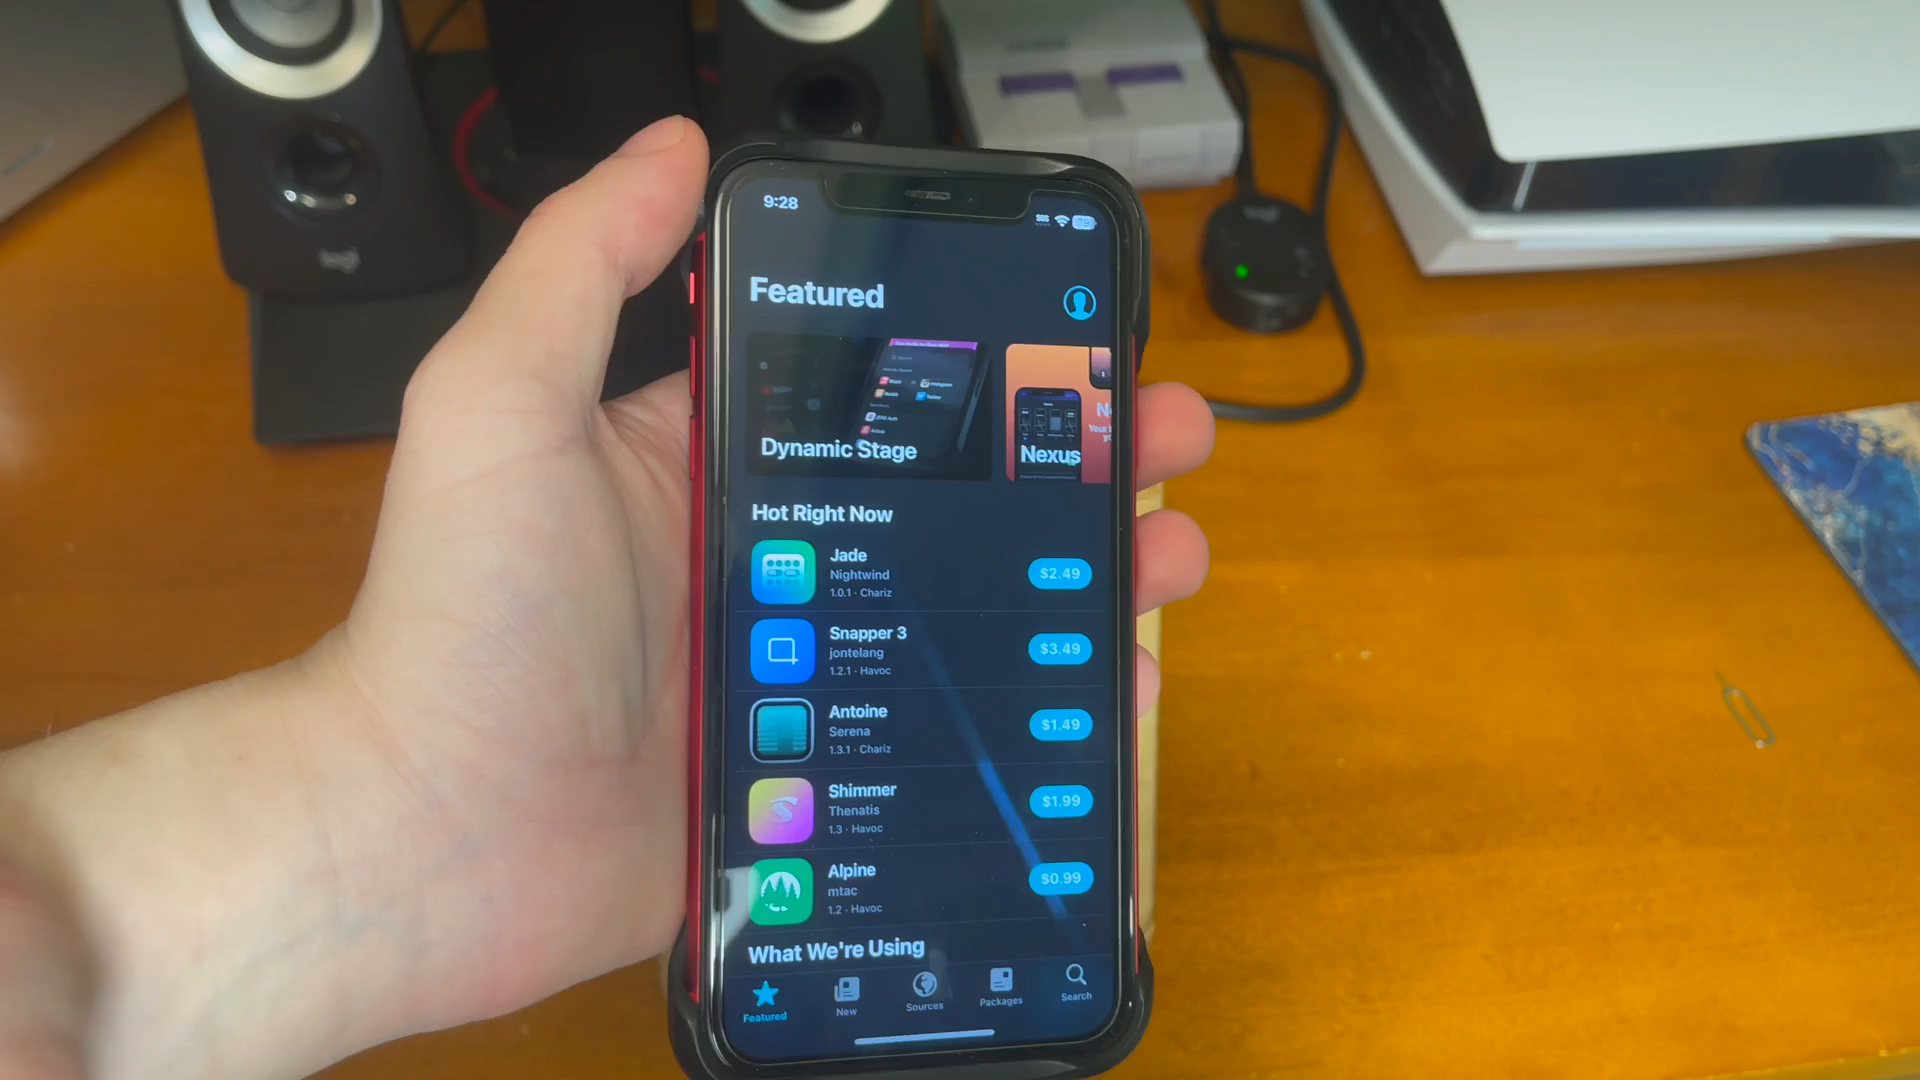 logi
9:28
SOS
Featured
Dynamic Stage
Nexus
Hot Right Now
Jade
Nightwind
1.0.1 · Chariz
$2.49
Snapper 3
jontelang
1.2.1 · Havoc
$3.49
Antoine
Serena
1.3.1 · Chariz
$1.49
Shimmer
Thenatis
1.3 · Havoc
$1.99
Alpine
mtac
1.2 · Havoc
$0.99
What We're Using
Featured
New
Sources
Packages
Search